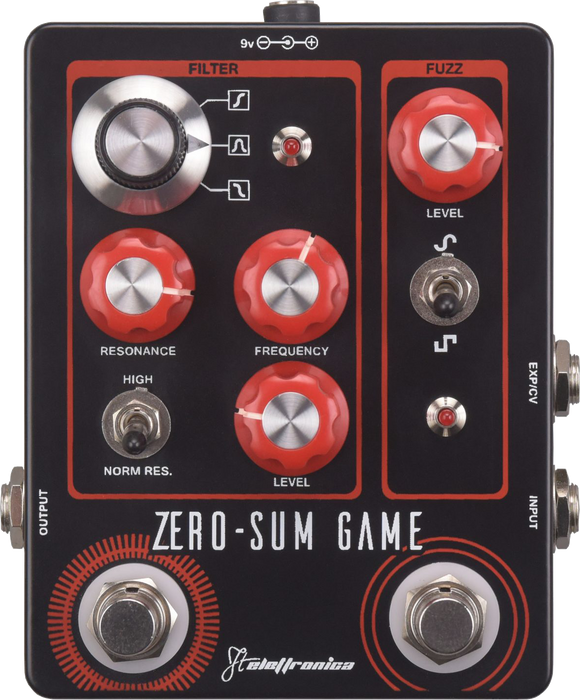 9v
FILTER
FUZZ
LEVEL
RESONANCE
FREQUENCY
HIGH
NORM RES.
LEVEL
EXP/CV
INPUT
OUTPUT
ZERO-SUM GAME
elettronica